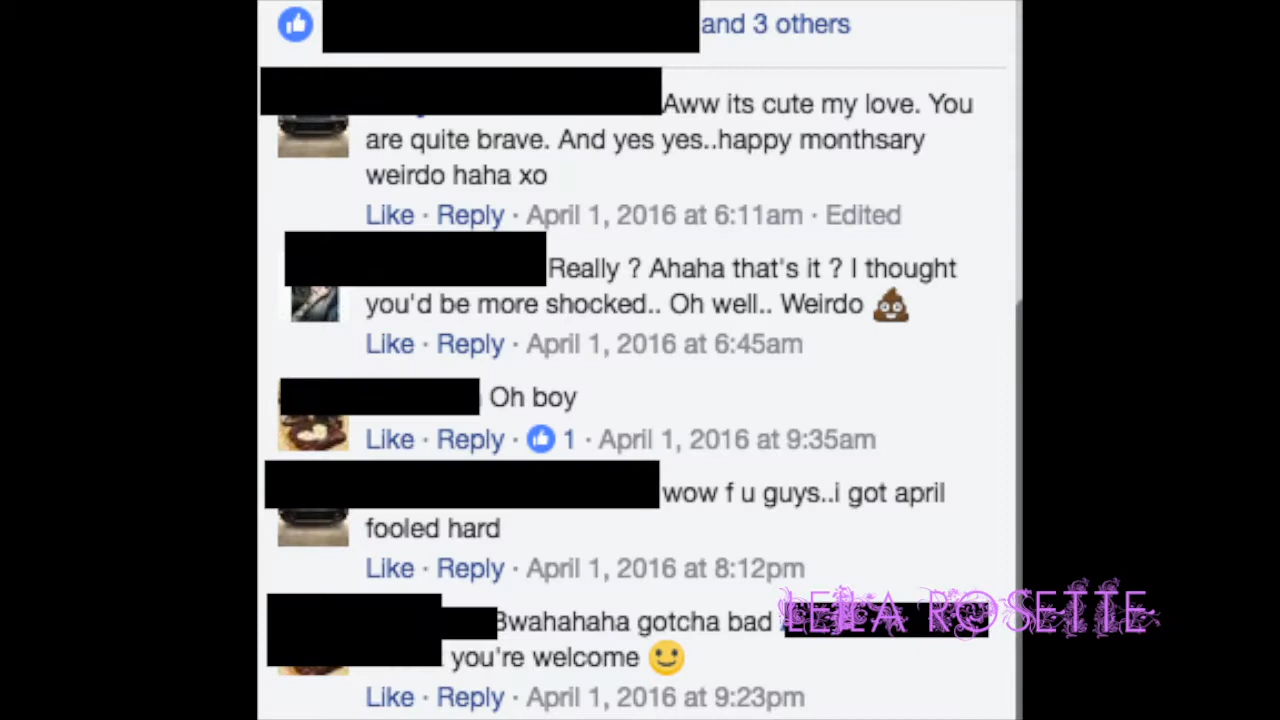 and 3 others
Aww its cute my love. You
are quite brave. And yes yes..happy monthsary
weirdo haha xo
Like · Reply · April 1, 2016 at 6:11am · Edited
Really ? Ahaha that's it ? I thought
you'd be more shocked.. Oh well.. Weirdo 💩
Like · Reply · April 1, 2016 at 6:45am
Oh boy
Like · Reply · 1 · April 1, 2016 at 9:35am
wow f u guys..i got april
fooled hard
Like · Reply · April 1, 2016 at 8:12pm
Bwahahaha gotcha bad
LEILA ROSETTE
you're welcome 🙂
Like · Reply · April 1, 2016 at 9:23pm